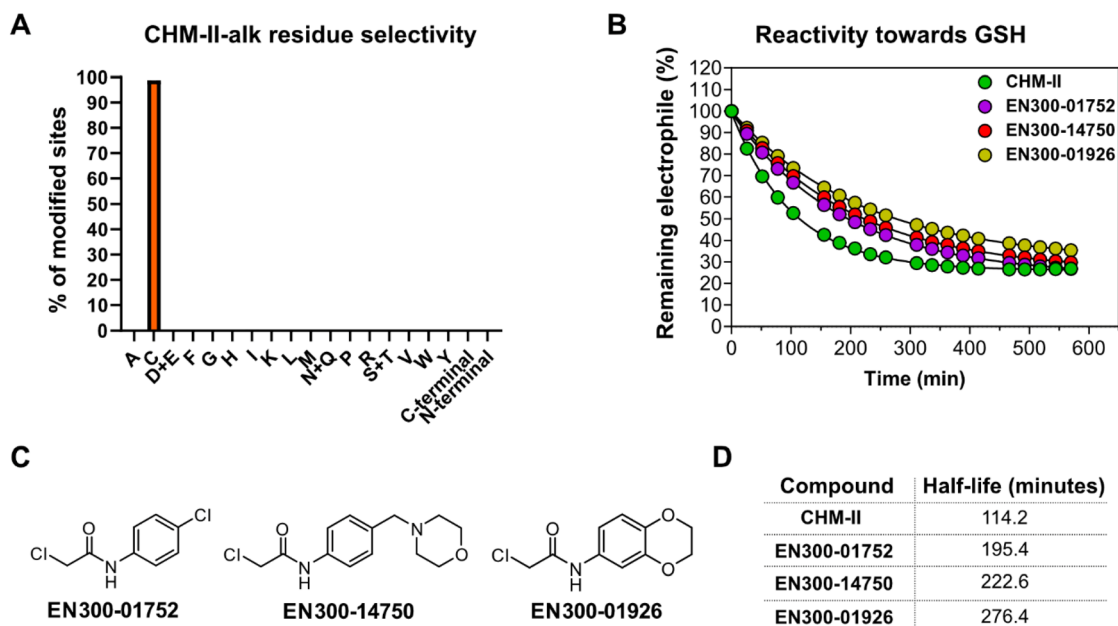 A
CHM-II-alk residue selectivity
% of modified sites
100
90
80
70
60
50
40
30
20
10
0
A
C
D+E
F
G
H
I
K
L
M
N+Q
P
R
S+T
V
W
Y
C-terminal
N-terminal
B
Reactivity towards GSH
Remaining electrophile (%)
120
110
100
90
80
70
60
50
40
30
20
10
0
0
100
200
300
400
500
600
Time (min)
CHM-II
EN300-01752
EN300-14750
EN300-01926
C
Cl
O
N
H
Cl
EN300-01752
Cl
O
N
H
N
O
EN300-14750
Cl
O
N
H
O
O
EN300-01926
D
Compound Half-life (minutes)
CHM-II 114.2
EN300-01752 195.4
EN300-14750 222.6
EN300-01926 276.4